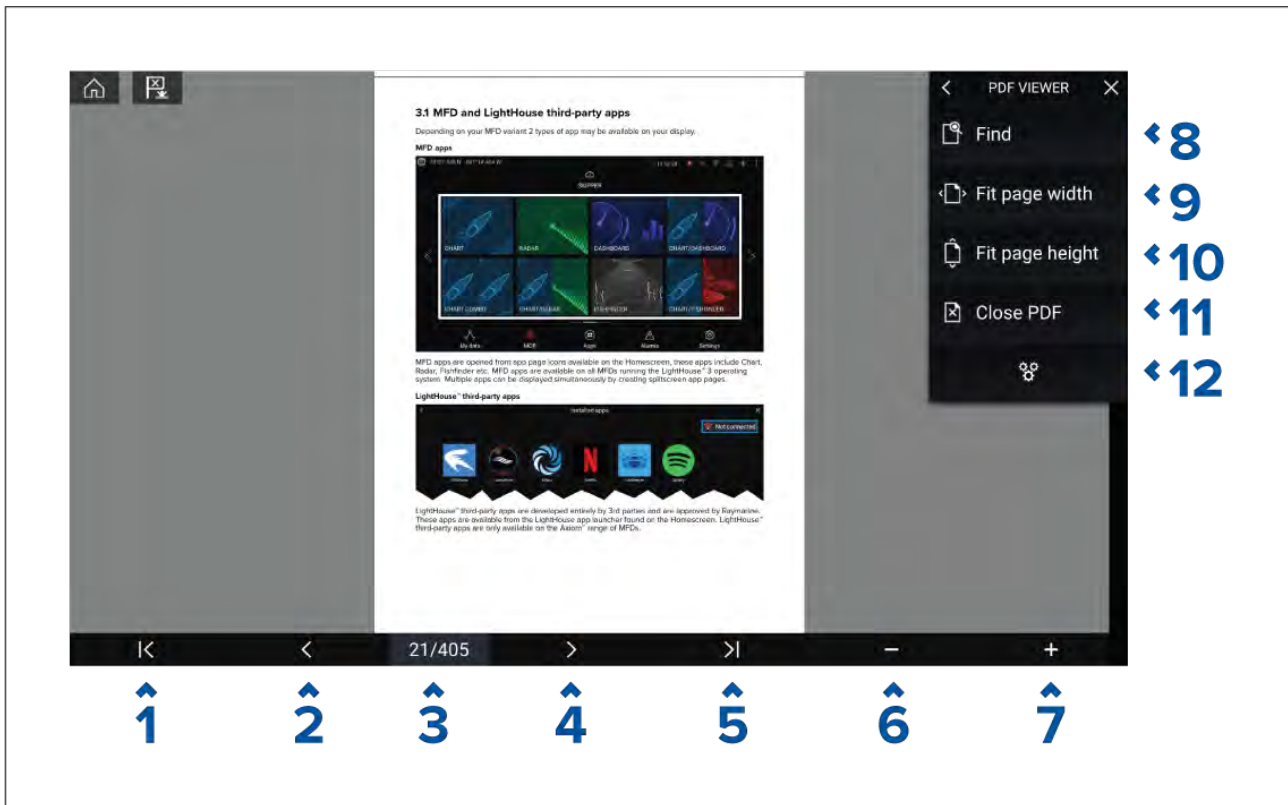 PDF VIEWER
Find
8
Fit page width
9
Fit page height
10
Close PDF
11
12
3.1 MFD and LightHouse third-party apps
Depending on your MFD variant 2 types of app may be available on your display.
MFD apps
CHART
RADAR
DASHBOARD
CHART/DASHBOARD
CHART COMBO
CHART/RADAR
FISHFINDER
CHART/FISHFINDER
My data
MOB
Apps
Alarms
Settings
MFD apps are opened from app page icons available on the Homescreen, these apps include Chart,
Radar, Fishfinder etc. MFD apps are available on all MFDs running the LightHouse™ 3 operating
system. Multiple apps can be displayed simultaneously by creating splitscreen app pages.
LightHouse™ third-party apps
Installed apps
Not connected
LightHouse™ third-party apps are developed entirely by 3rd parties and are approved by Raymarine.
These apps are available from the LightHouse app launcher found on the Homescreen. LightHouse™
third-party apps are only available on the Axiom™ range of MFDs.
21/405
1
2
3
4
5
6
7